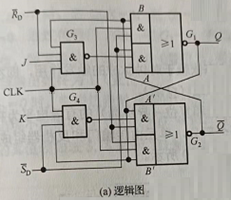 B
R̄D
G3
&
&
≥1
G1
Q
J
&
&
CLK
A
G4
A'
K
&
&
≥1
Q̄
&
G2
S̄D
B'
(a) 逻辑图